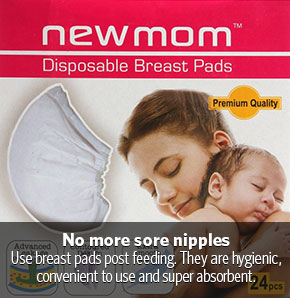 newmom™
Disposable Breast Pads
Premium Quality
No more sore nipples
Use breast pads post feeding. They are hygienic,
convenient to use and super absorbent.
Advanced
24pcs